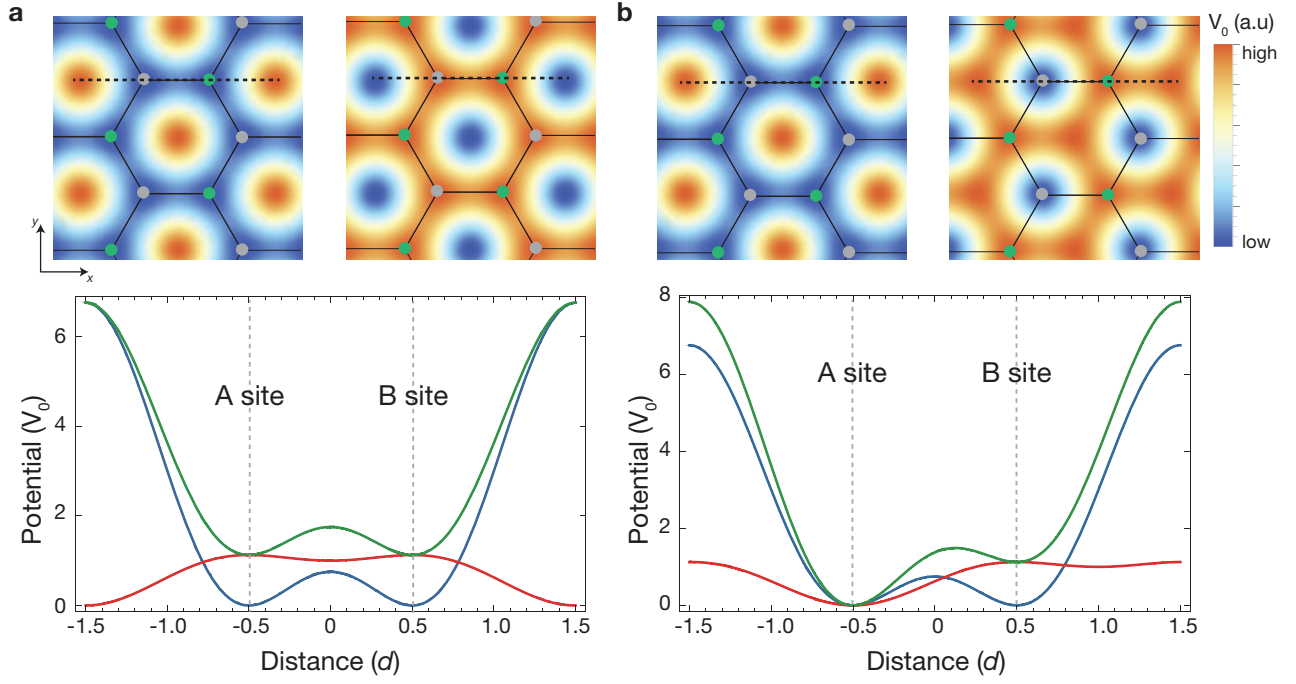 a
b
V0 (a.u)
high
low
y
x
6
4
2
0
A site
B site
Potential (V0)
-1.5
-1.0
-0.5
0
0.5
1.0
1.5
Distance (d)
8
6
4
2
0
A site
B site
Potential (V0)
-1.5
-1.0
-0.5
0
0.5
1.0
1.5
Distance (d)